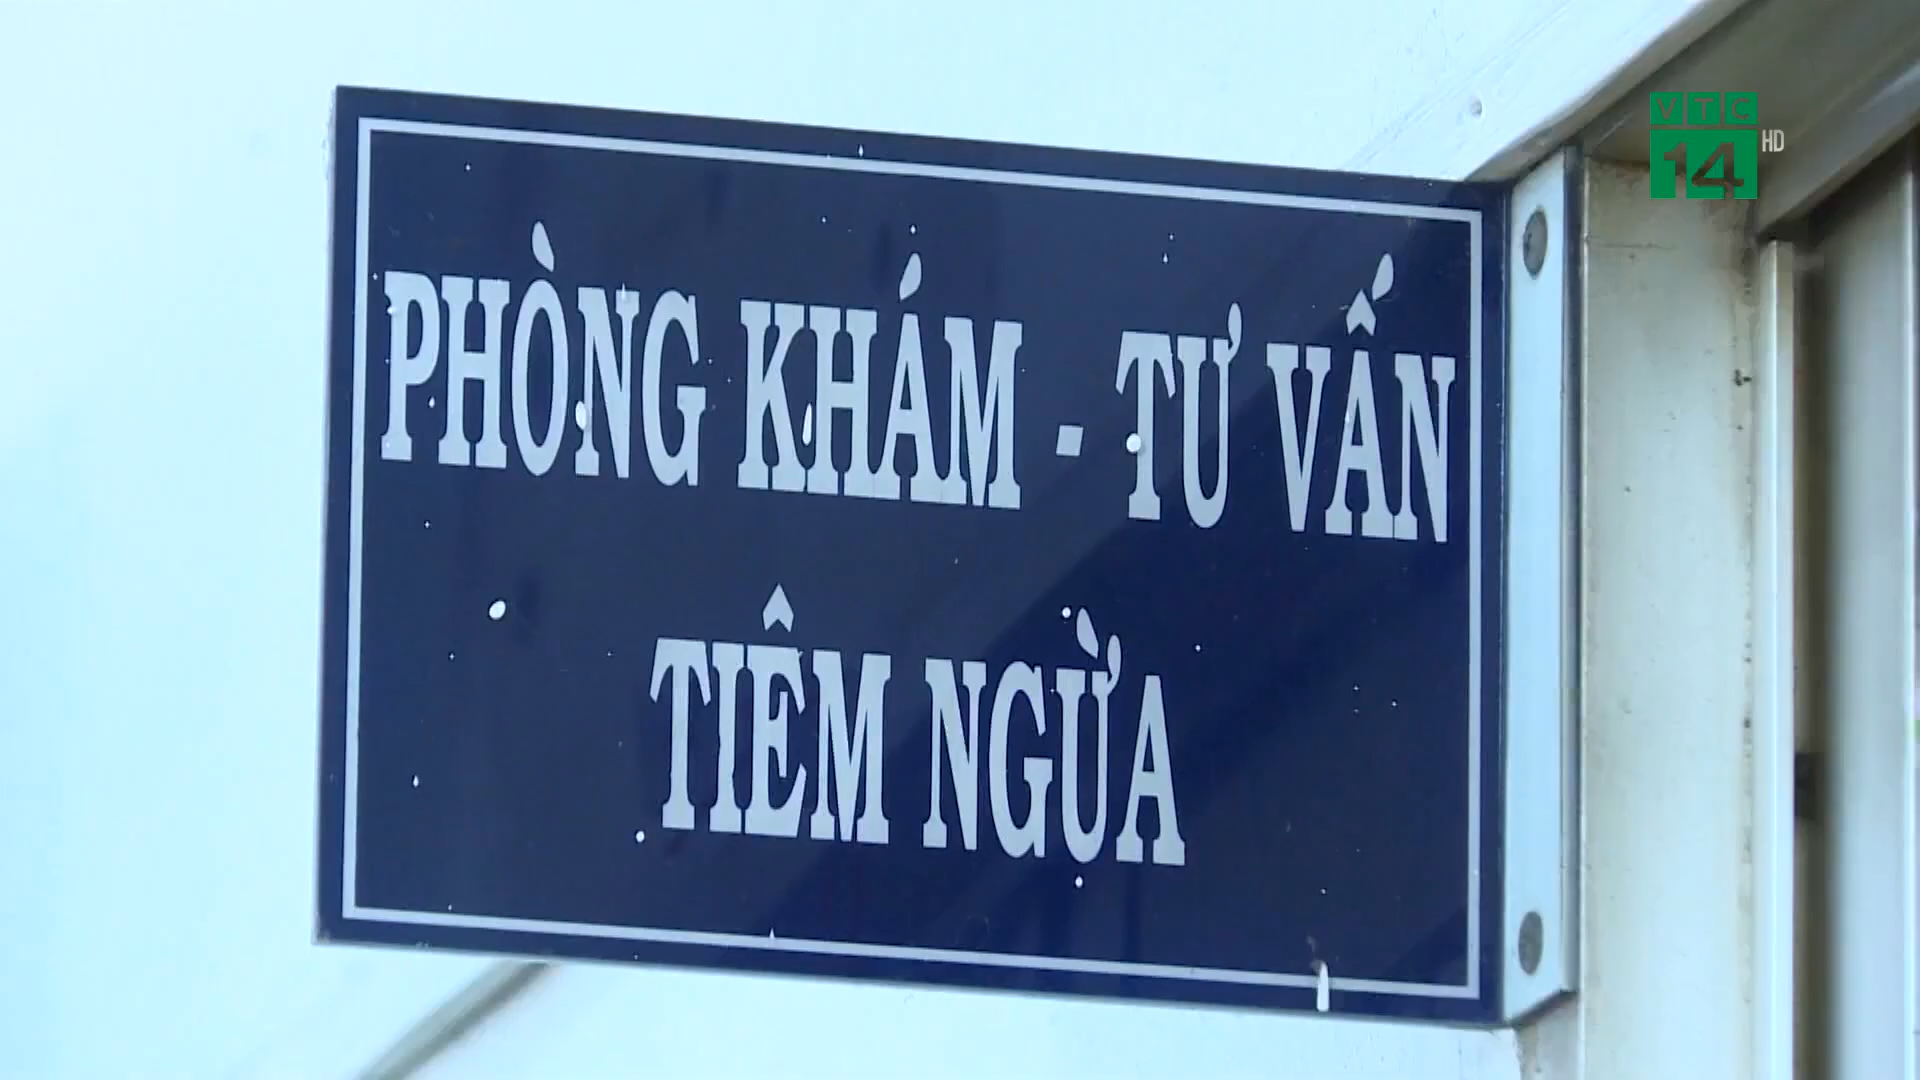 VTC
14 HD
PHÒNG KHÁM - TƯ VẤN
TIÊM NGỪA